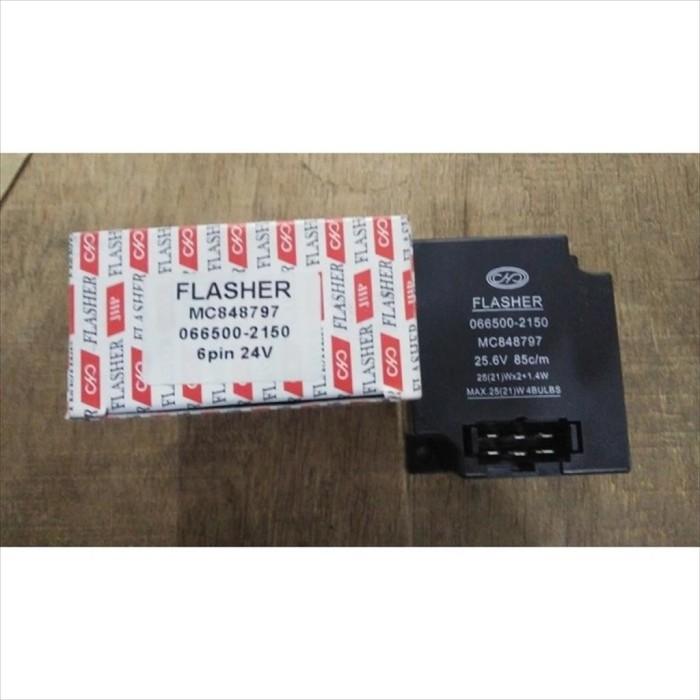 FLASHER
MC848797
066500-2150
6pin 24V
FLASHER
066500-2150
MC848797
25.6V 85c/m
25(21)Wx2+1.4W
MAX.25(21)W 4BULBS